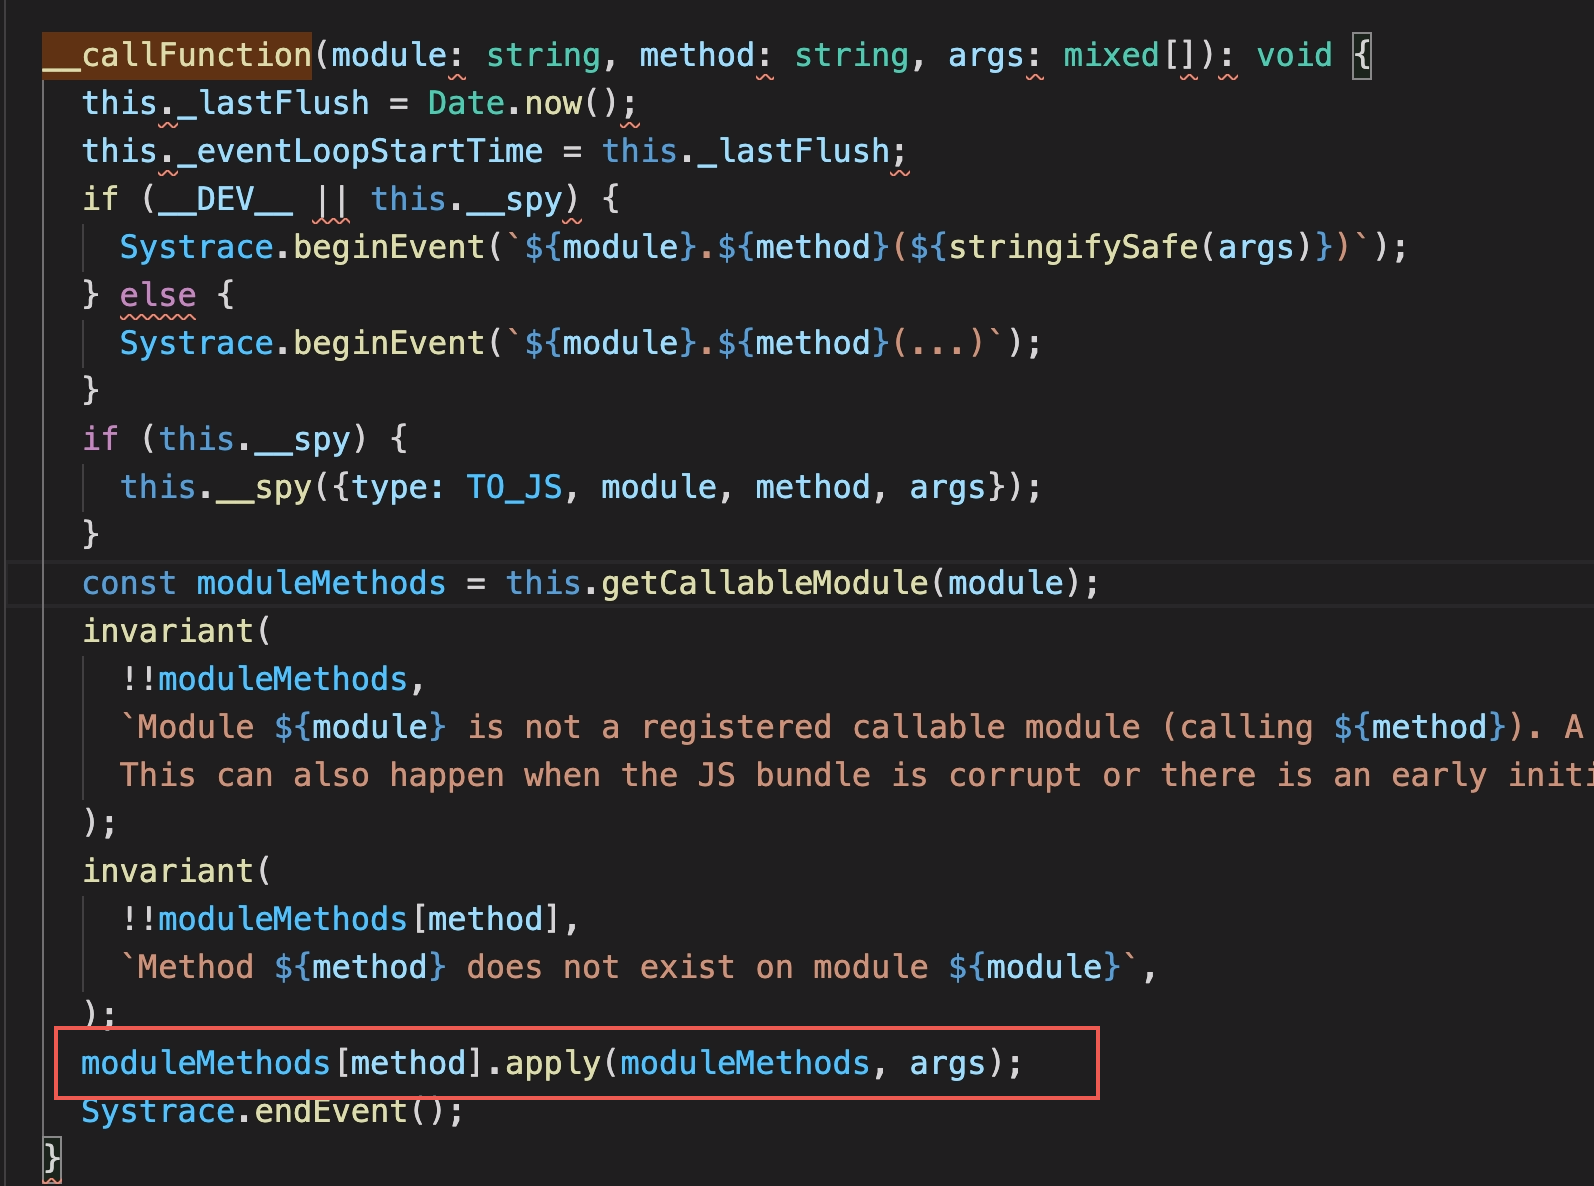 __callFunction(module: string, method: string, args: mixed[]): void {
this._lastFlush = Date.now();
this._eventLoopStartTime = this._lastFlush;
if (__DEV__ || this.__spy) {
Systrace.beginEvent(`${module}.${method}(${stringifySafe(args)})`);
} else {
Systrace.beginEvent(`${module}.${method}(...)`);
}
if (this.__spy) {
this.__spy({type: TO_JS, module, method, args});
}
const moduleMethods = this.getCallableModule(module);
invariant(
!!moduleMethods,
`Module ${module} is not a registered callable module (calling ${method}). A
This can also happen when the JS bundle is corrupt or there is an early initi
);
invariant(
!!moduleMethods[method],
`Method ${method} does not exist on module ${module}`,
);
moduleMethods[method].apply(moduleMethods, args);
Systrace.endEvent();
}